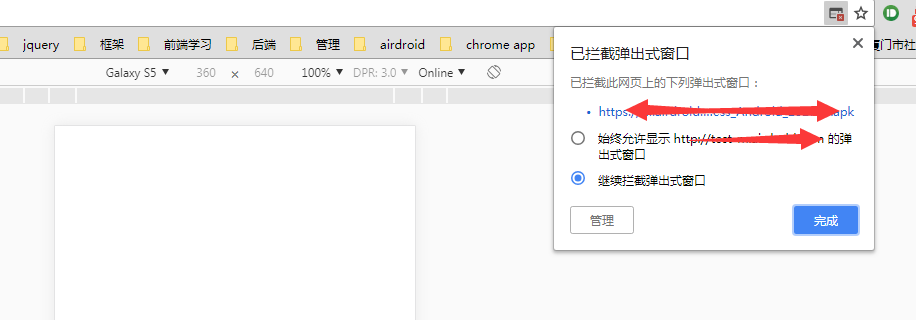 jquery 框架 前端学习 后端 管理 airdroid chrome app 厦门市社
Galaxy S5 360 × 640 100% DPR: 3.0 Online
已拦截弹出式窗口
已拦截此网页上的下列弹出式窗口：
https:/ apk
始终允许显示 http://test 的弹
出式窗口
继续拦截弹出式窗口
管理 完成